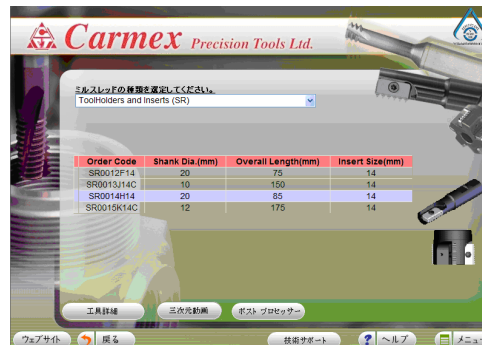 Carmex Precision Tools Ltd.
ミルスレッドの種類を選定してください。
ToolHolders and Inserts (SR)
Order Code Shank Dia.(mm) Overall Length(mm) Insert Size(mm)
SR0012F14 20 75 14
SR0013J14C 10 150 14
SR0014H14 20 85 14
SR0015K14C 12 175 14
工具詳細 三次元動画 ポスト プロセッサー
ウェブサイト 戻る 技術サポート ? ヘルプ メニュー